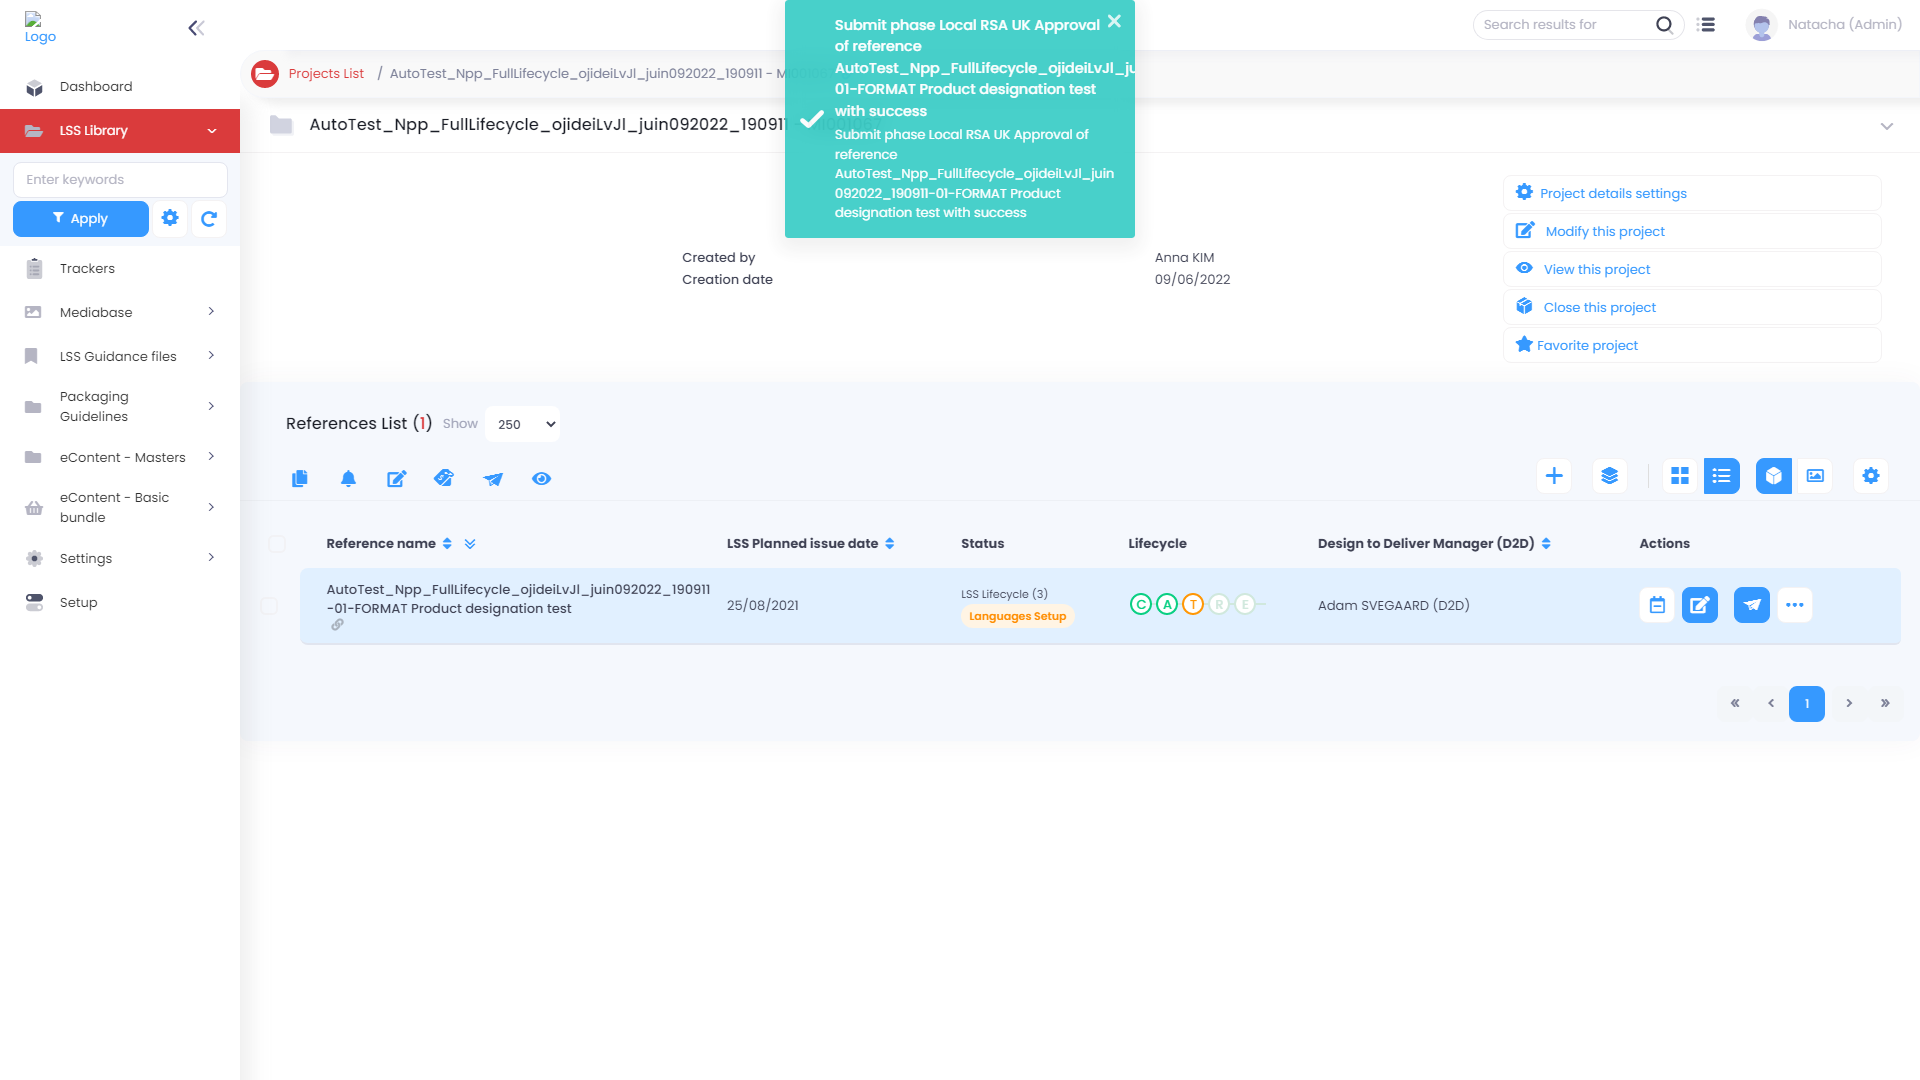 Logo
Search results for
Natacha (Admin)
Submit phase Local RSA UK Approval
of reference
AutoTest_Npp_FullLifecycle_ojideiLvJl_ju
01-FORMAT Product designation test
with success
Submit phase Local RSA UK Approval of
reference
AutoTest_Npp_FullLifecycle_ojideiLvJl_juin
092022_190911-01-FORMAT Product
designation test with success
Projects List / AutoTest_Npp_FullLifecycle_ojideiLvJl_juin092022_190911 -
AutoTest_Npp_FullLifecycle_ojideiLvJl_juin092022_190911 -
Dashboard
LSS Library
Enter keywords
Apply
Trackers
Mediabase
LSS Guidance files
Packaging
Guidelines
eContent - Masters
eContent - Basic
bundle
Settings
Setup
Created by
Anna KIM
Creation date
09/06/2022
Project details settings
Modify this project
View this project
Close this project
Favorite project
References List (1) Show 250
Reference name
LSS Planned issue date
Status
Lifecycle
Design to Deliver Manager (D2D)
Actions
AutoTest_Npp_FullLifecycle_ojideiLvJl_juin092022_190911
-01-FORMAT Product designation test
25/08/2021
LSS Lifecycle (3)
Languages Setup
C A T R E
Adam SVEGAARD (D2D)
« ‹ 1 › »